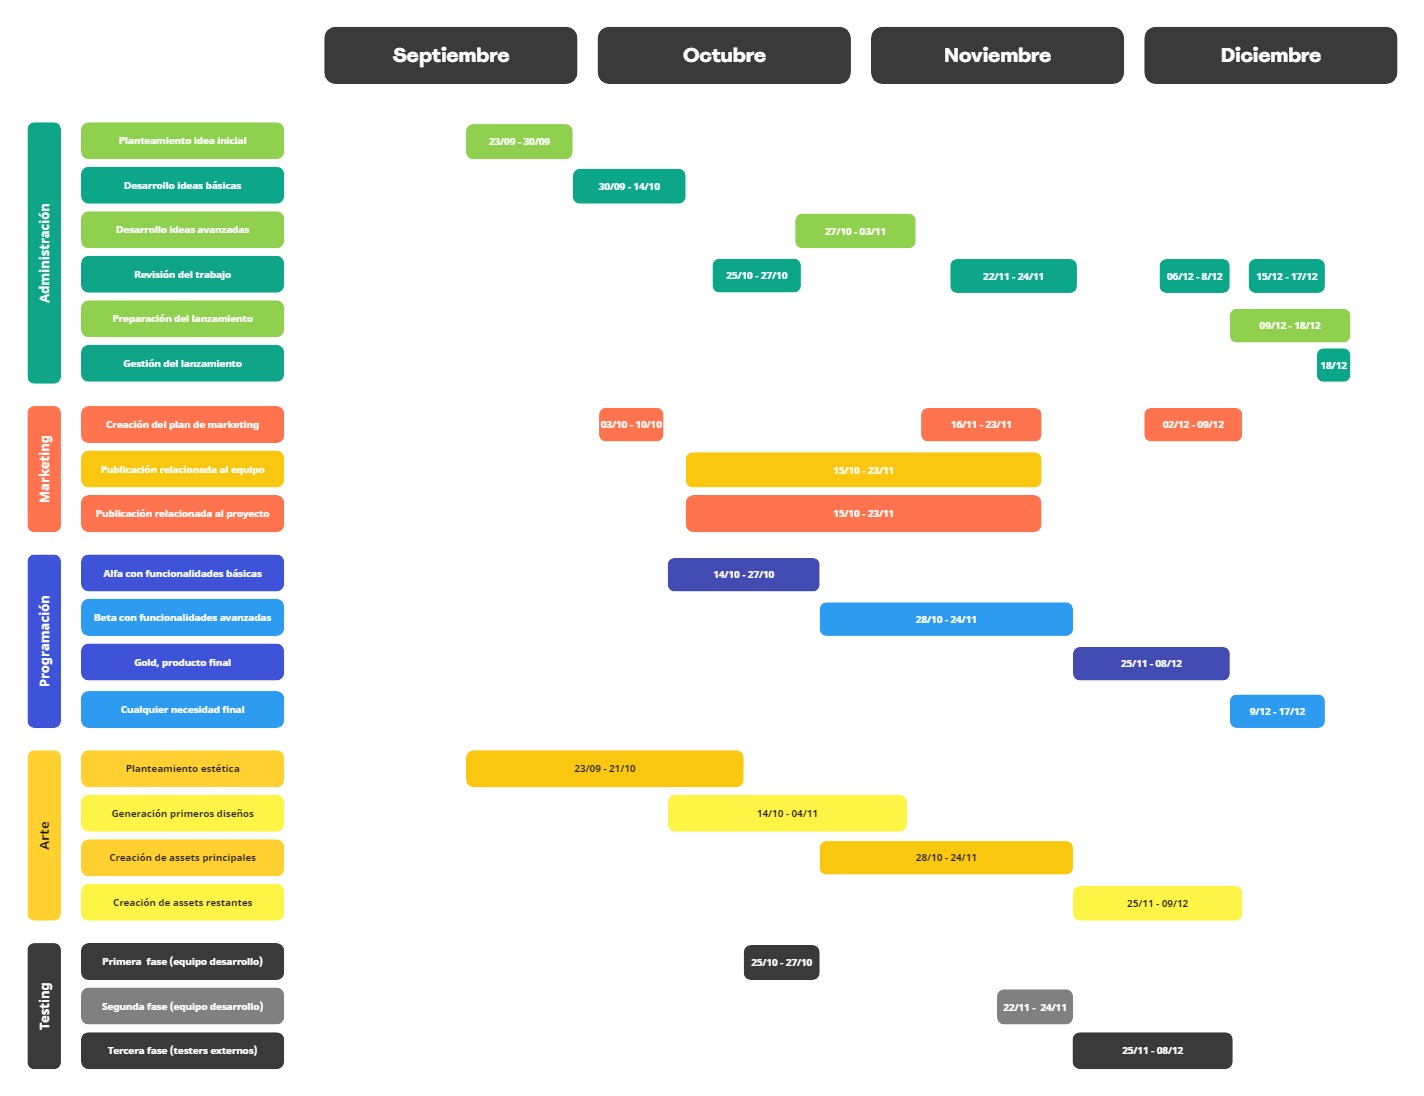 Septiembre
Octubre
Noviembre
Diciembre
Administración
Planteamiento idea inicial
23/09 - 30/09
Desarrollo ideas básicas
30/09 - 14/10
Desarrollo ideas avanzadas
27/10 - 03/11
Revisión del trabajo
25/10 - 27/10
22/11 - 24/11
06/12 - 8/12
15/12 - 17/12
Preparación del lanzamiento
09/12 - 18/12
Gestión del lanzamiento
18/12
Marketing
Creación del plan de marketing
03/10 - 10/10
16/11 - 23/11
02/12 - 09/12
Publicación relacionada al equipo
15/10 - 23/11
Publicación relacionada al proyecto
15/10 - 23/11
Programación
Alfa con funcionalidades básicas
14/10 - 27/10
Beta con funcionalidades avanzadas
28/10 - 24/11
Gold, producto final
25/11 - 08/12
Cualquier necesidad final
9/12 - 17/12
Arte
Planteamiento estética
23/09 - 21/10
Generación primeros diseños
14/10 - 04/11
Creación de assets principales
28/10 - 24/11
Creación de assets restantes
25/11 - 09/12
Testing
Primera fase (equipo desarrollo)
25/10 - 27/10
Segunda fase (equipo desarrollo)
22/11 - 24/11
Tercera fase (testers externos)
25/11 - 08/12